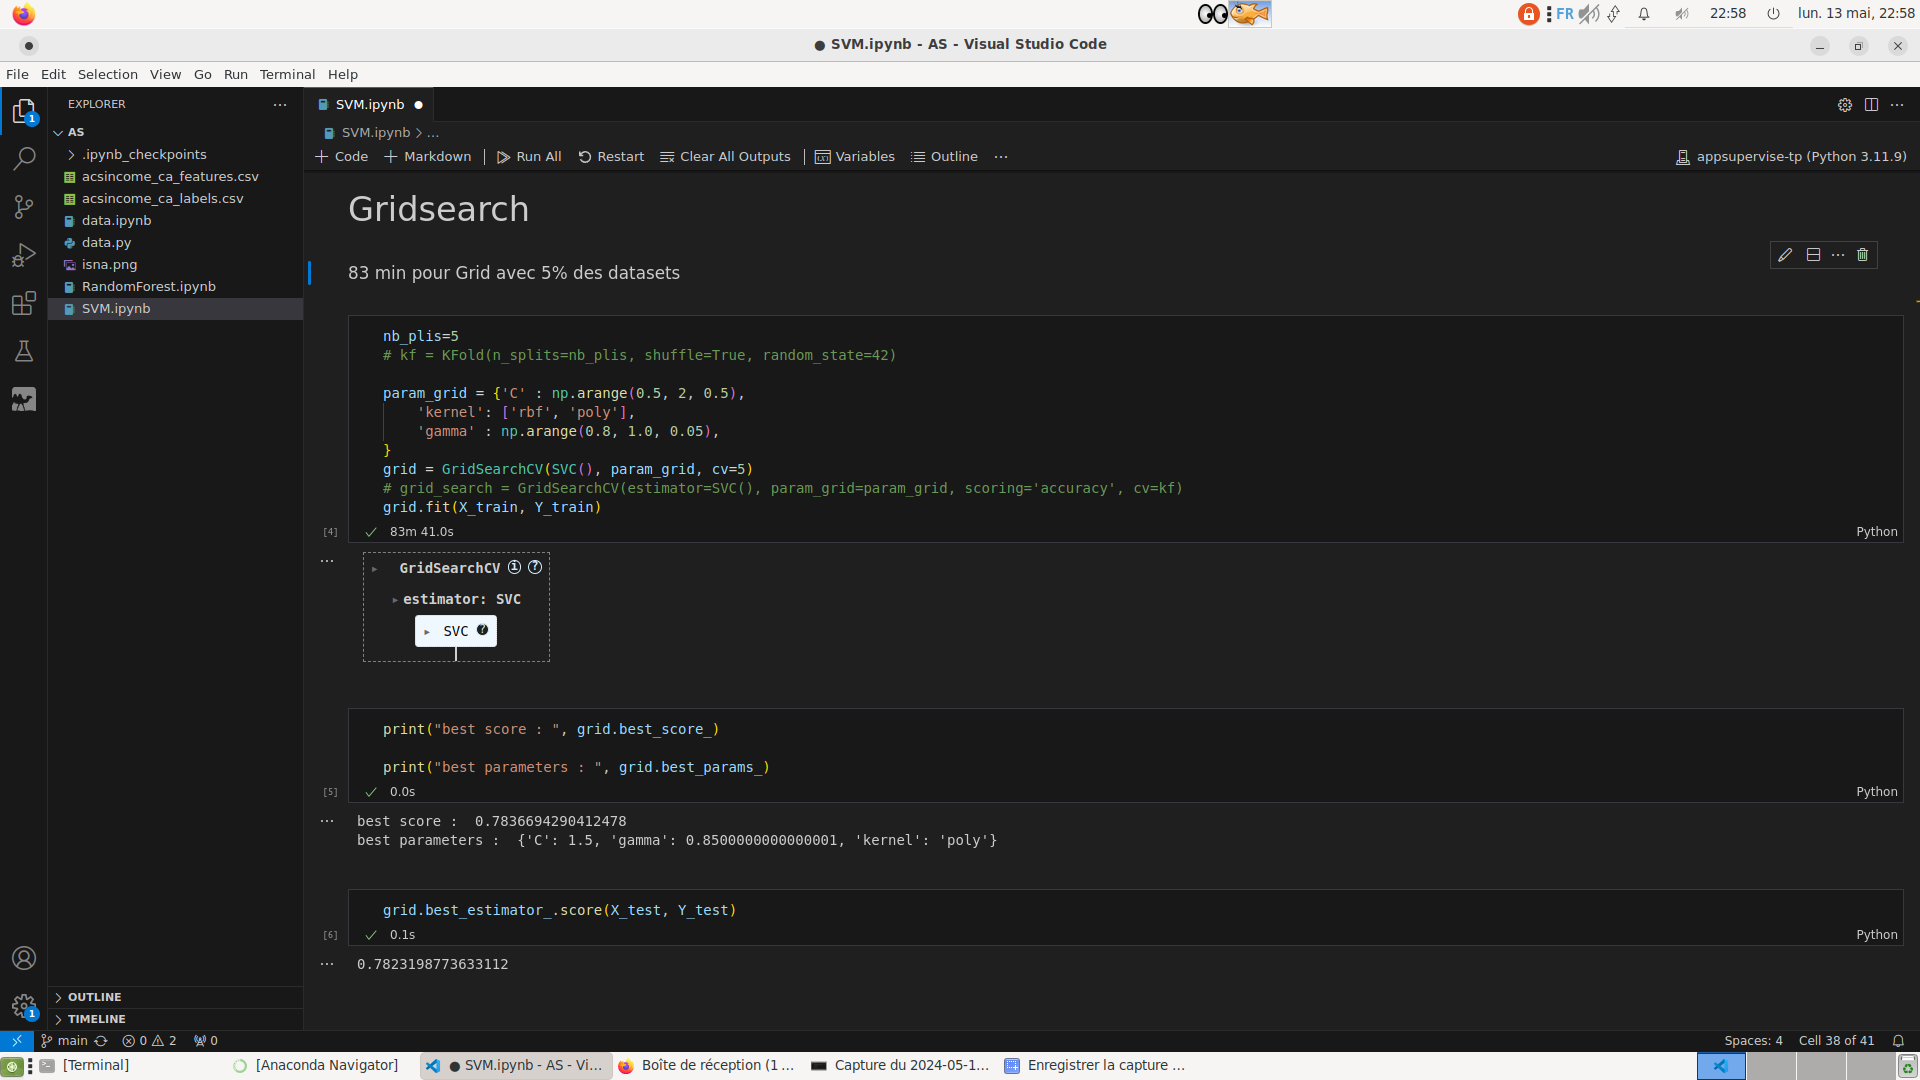 FR
22:58
lun. 13 mai, 22:58
● SVM.ipynb - AS - Visual Studio Code
File Edit Selection View Go Run Terminal Help
EXPLORER
AS
.ipynb_checkpoints
acsincome_ca_features.csv
acsincome_ca_labels.csv
data.ipynb
data.py
isna.png
RandomForest.ipynb
SVM.ipynb
OUTLINE
TIMELINE
1
1
SVM.ipynb ●
SVM.ipynb > ...
+ Code + Markdown | Run All Restart Clear All Outputs | Variables Outline ...
appsupervise-tp (Python 3.11.9)
Gridsearch
83 min pour Grid avec 5% des datasets
nb_plis=5
# kf = KFold(n_splits=nb_plis, shuffle=True, random_state=42)
param_grid = {'C' : np.arange(0.5, 2, 0.5),
'kernel': ['rbf', 'poly'],
'gamma' : np.arange(0.8, 1.0, 0.05),
}
grid = GridSearchCV(SVC(), param_grid, cv=5)
# grid_search = GridSearchCV(estimator=SVC(), param_grid=param_grid, scoring='accuracy', cv=kf)
grid.fit(X_train, Y_train)
[4] ✓ 83m 41.0s Python
GridSearchCV i ?
estimator: SVC
SVC ?
print("best score : ", grid.best_score_)
print("best parameters : ", grid.best_params_)
[5] ✓ 0.0s Python
best score :  0.7836694290412478
best parameters :  {'C': 1.5, 'gamma': 0.8500000000000001, 'kernel': 'poly'}
grid.best_estimator_.score(X_test, Y_test)
[6] ✓ 0.1s Python
0.7823198773633112
main 0 2 0
Spaces: 4 Cell 38 of 41
[Terminal]
[Anaconda Navigator]
● SVM.ipynb - AS - Vi...
Boîte de réception (1 ...
Capture du 2024-05-1...
Enregistrer la capture ...